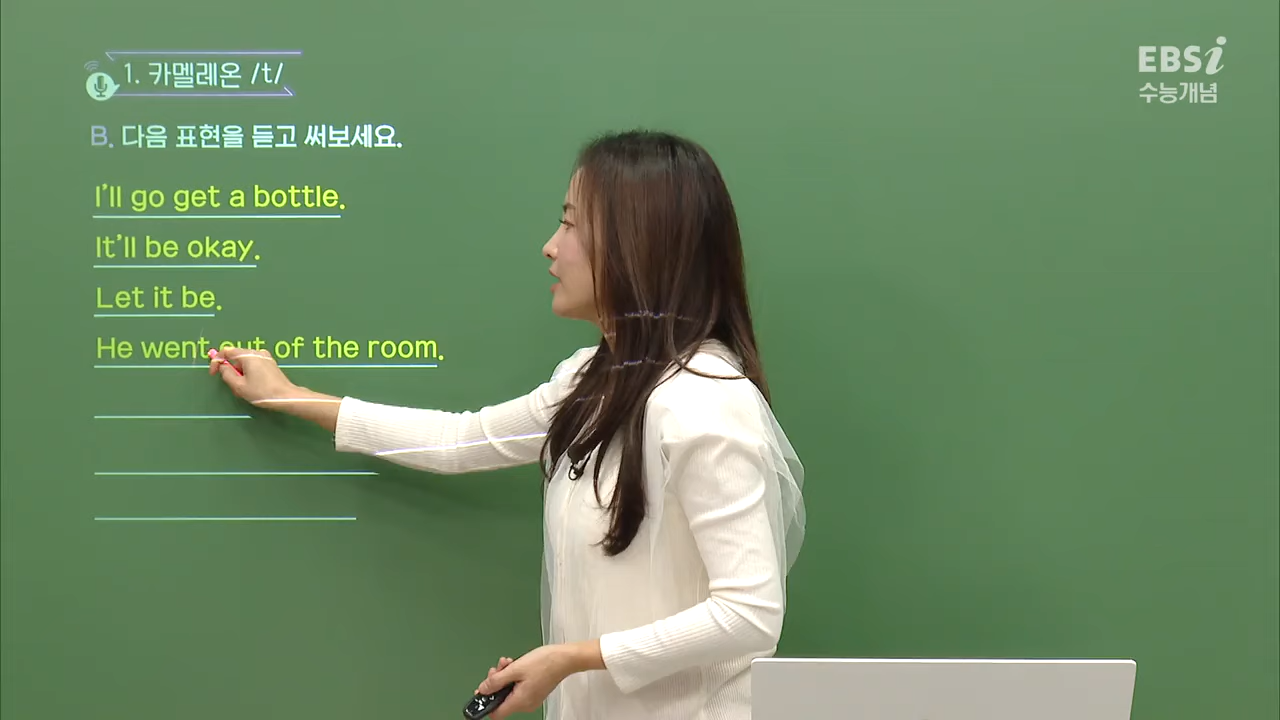 1. 카멜레온 /t/
EBSi
수능개념
B. 다음 표현을 듣고 써보세요.
I'll go get a bottle.
It'll be okay.
Let it be.
He went out of the room.